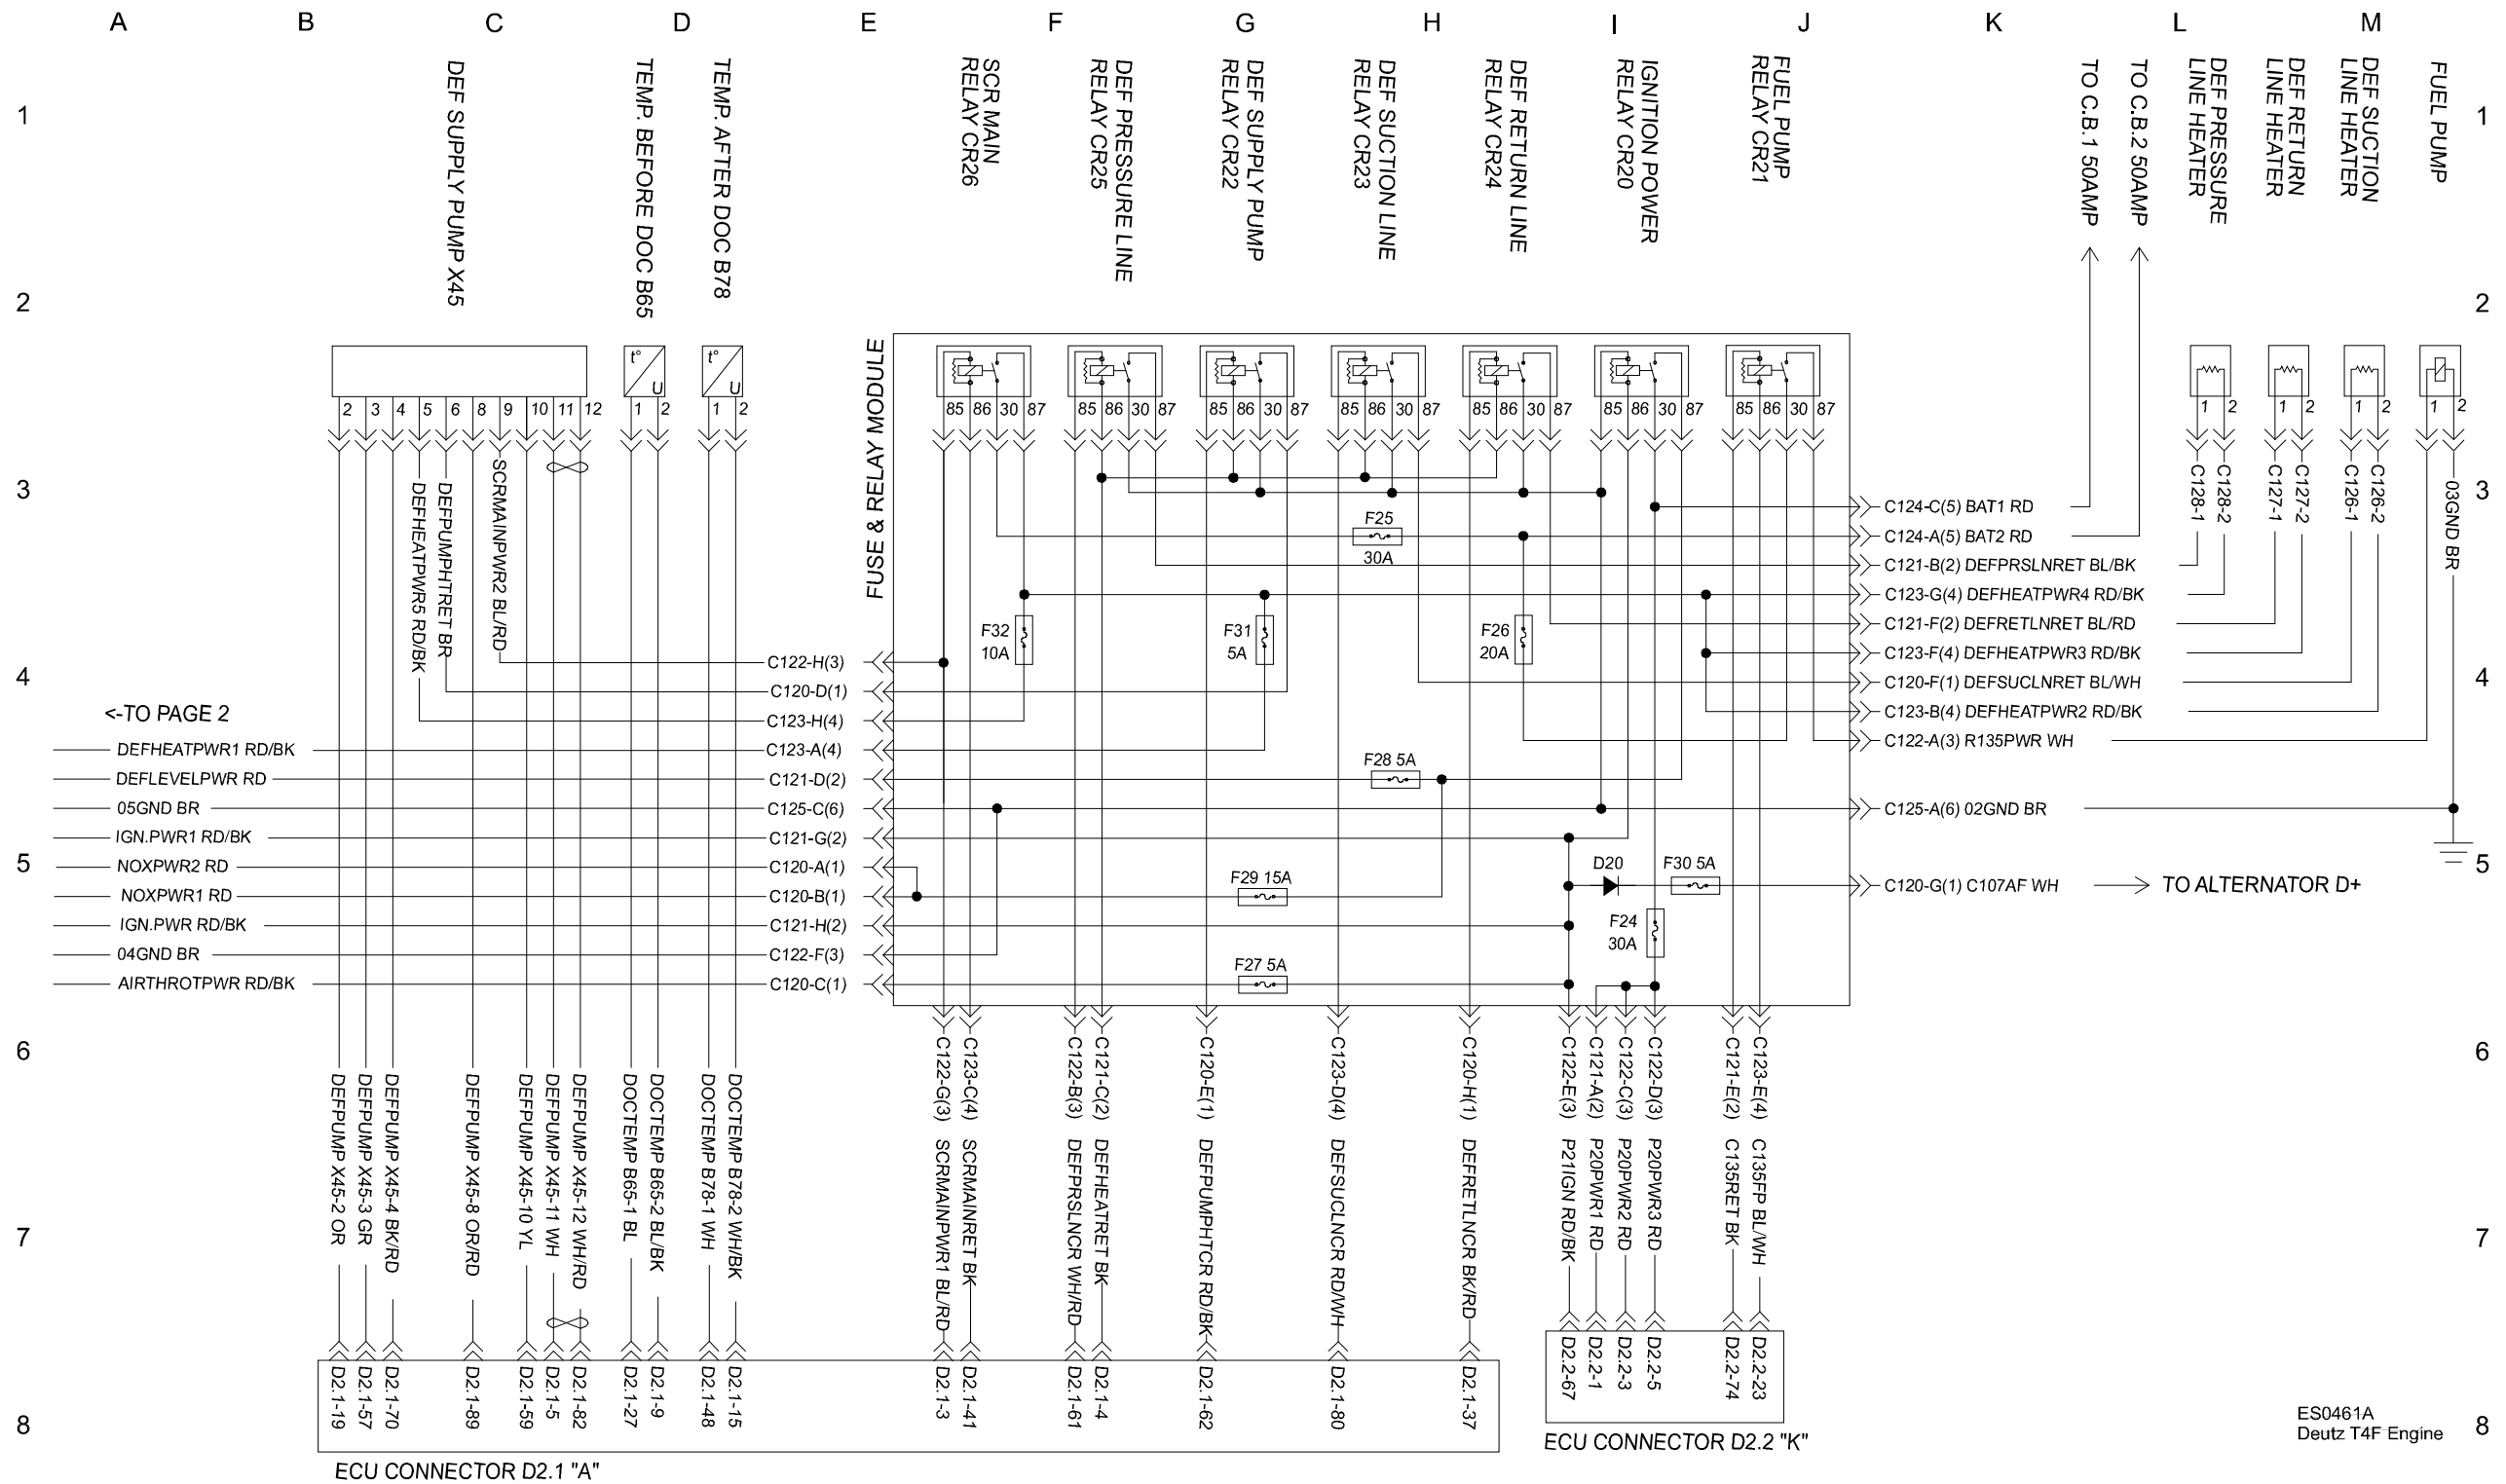 A B C D E F G H I J K L M
1 1
2 2
3 3
4 4
5 5
6 6
7 7
8 8
DEF SUPPLY PUMP X45
TEMP. BEFORE DOC B65
TEMP. AFTER DOC B78
SCR MAIN
RELAY CR26
DEF PRESSURE LINE
RELAY CR25
DEF SUPPLY PUMP
RELAY CR22
DEF SUCTION LINE
RELAY CR23
DEF RETURN LINE
RELAY CR24
IGNITION POWER
RELAY CR20
FUEL PUMP
RELAY CR21
TO C.B.1 50AMP
TO C.B.2 50AMP
DEF PRESSURE
LINE HEATER
DEF RETURN
LINE HEATER
DEF SUCTION
LINE HEATER
FUEL PUMP
t° U
t° U
2 3 4 5 6 8 9 10 11 12
1 2
1 2
FUSE & RELAY MODULE
85 86 30 87
85 86 30 87
85 86 30 87
85 86 30 87
85 86 30 87
85 86 30 87
85 86 30 87
1 2
1 2
1 2
1 2
DEFHEATPWR5 RD/BK
DEFPUMPHTRET BR
SCRMAINPWR2 BL/RD
C128-1
C128-2
C127-1
C127-2
C126-1
C126-2
03GND BR
F25
30A
F32
10A
F31
5A
F26
20A
F28 5A
F29 15A
F27 5A
D20
F30 5A
F24
30A
C124-C(5) BAT1 RD
C124-A(5) BAT2 RD
C121-B(2) DEFPRSLNRET BL/BK
C123-G(4) DEFHEATPWR4 RD/BK
C121-F(2) DEFRETLNRET BL/RD
C123-F(4) DEFHEATPWR3 RD/BK
C120-F(1) DEFSUCLNRET BL/WH
C123-B(4) DEFHEATPWR2 RD/BK
C122-A(3) R135PWR WH
C125-A(6) 02GND BR
C120-G(1) C107AF WH
TO ALTERNATOR D+
C122-H(3)
C120-D(1)
C123-H(4)
<-TO PAGE 2
DEFHEATPWR1 RD/BK C123-A(4)
DEFLEVELPWR RD C121-D(2)
05GND BR C125-C(6)
IGN.PWR1 RD/BK C121-G(2)
NOXPWR2 RD C120-A(1)
NOXPWR1 RD C120-B(1)
IGN.PWR RD/BK C121-H(2)
04GND BR C122-F(3)
AIRTHROTPWR RD/BK C120-C(1)
DEFPUMP X45-2 OR
DEFPUMP X45-3 GR
DEFPUMP X45-4 BK/RD
DEFPUMP X45-8 OR/RD
DEFPUMP X45-10 YL
DEFPUMP X45-11 WH
DEFPUMP X45-12 WH/RD
DOCTEMP B65-1 BL
DOCTEMP B65-2 BL/BK
DOCTEMP B78-1 WH
DOCTEMP B78-2 WH/BK
C122-G(3) SCRMAINPWR1 BL/RD
C123-C(4) SCRMAINRET BK
C122-B(3) DEFPRSLNCR WH/RD
C121-C(2) DEFHEATRET BK
C120-E(1) DEFPUMPHTCR RD/BK
C123-D(4) DEFSUCLNCR RD/WH
C120-H(1) DEFRETLNCR BK/RD
C122-E(3) P21IGN RD/BK
C121-A(2) P20PWR1 RD
C122-C(3) P20PWR2 RD
C122-D(3) P20PWR3 RD
C121-E(2) C135RET BK
C123-E(4) C135FP BL/WH
D2.1-19
D2.1-57
D2.1-70
D2.1-89
D2.1-59
D2.1-5
D2.1-82
D2.1-27
D2.1-9
D2.1-48
D2.1-15
D2.1-3
D2.1-41
D2.1-61
D2.1-4
D2.1-62
D2.1-80
D2.1-37
D2.2-67
D2.2-1
D2.2-3
D2.2-5
D2.2-74
D2.2-23
ECU CONNECTOR D2.1 "A"
ECU CONNECTOR D2.2 "K"
ES0461A
Deutz T4F Engine